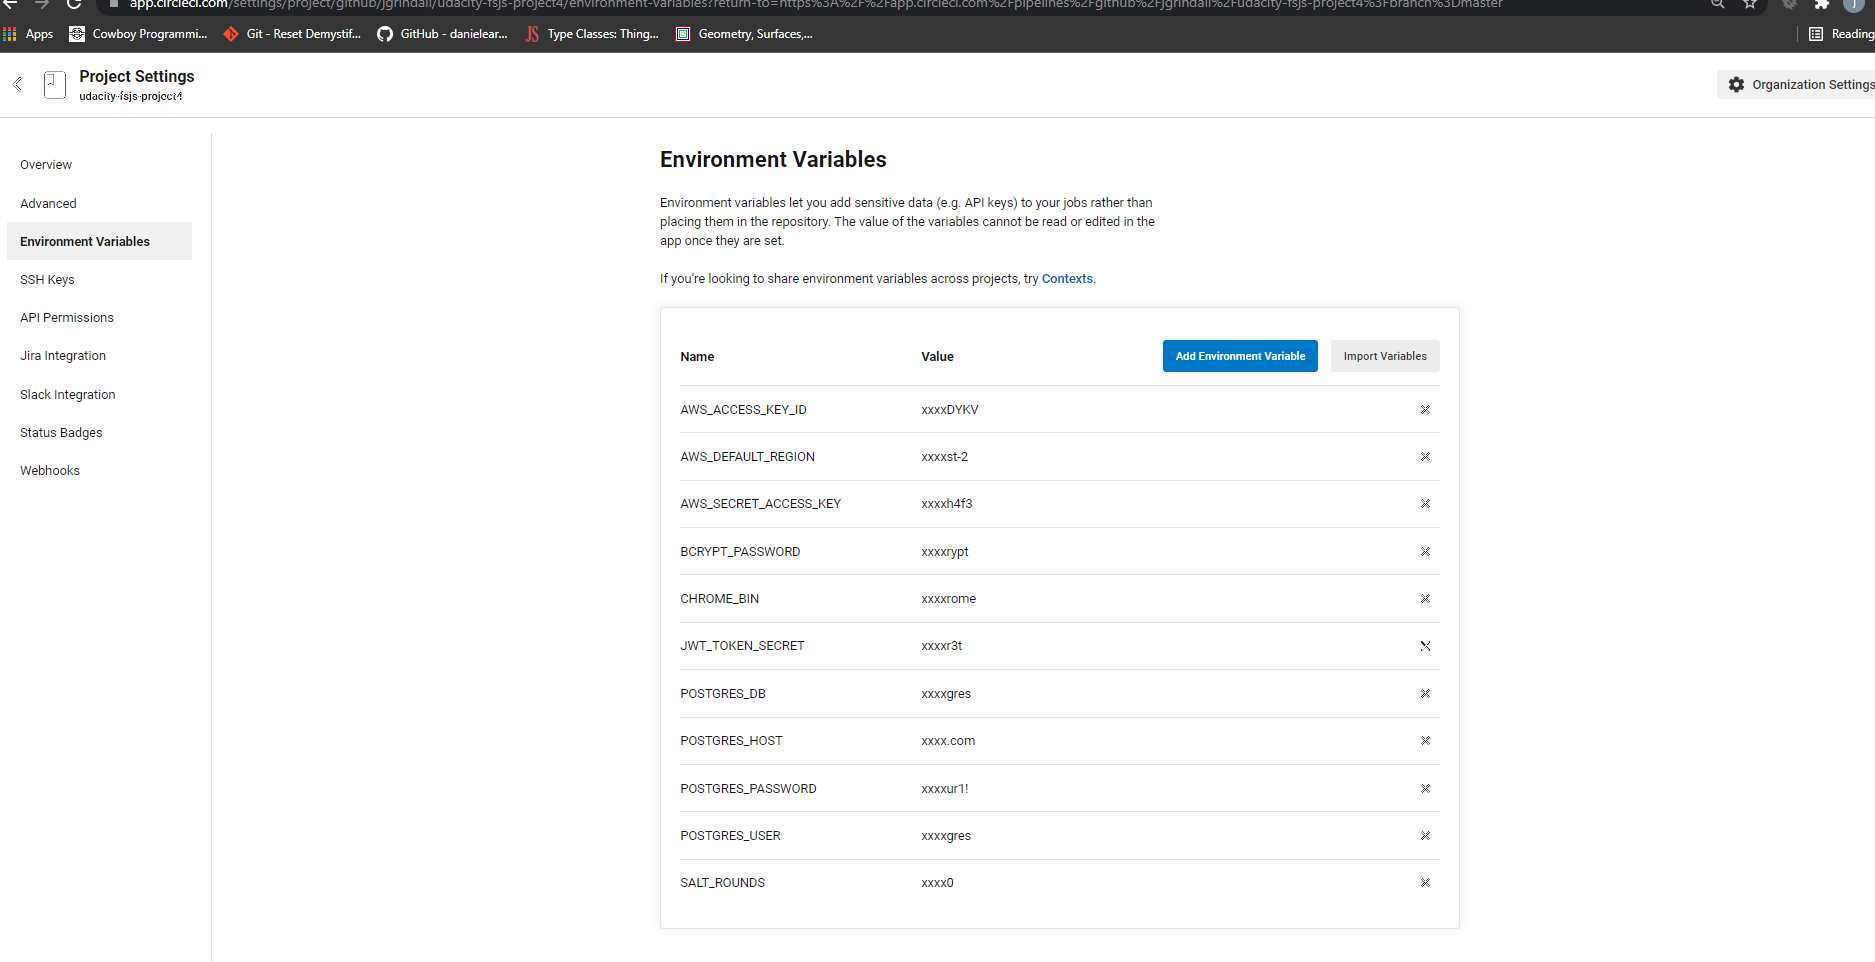 app.circleci.com/settings/project/github/jgrindall/udacity-fsjs-project4/environment-variables?return-to=https%3A%2F%2Fapp.circleci.com%2Fpipelines%2Fgithub%2Fjgrindall%2Fudacity-fsjs-project4%3Fbranch%3Dmaster
Apps Cowboy Programmi... Git - Reset Demystif... GitHub - danielear... Type Classes: Thing... Geometry, Surfaces,... Reading
Project Settings
udacity-fsjs-project4
Organization Settings
Overview
Advanced
Environment Variables
SSH Keys
API Permissions
Jira Integration
Slack Integration
Status Badges
Webhooks
Environment Variables
Environment variables let you add sensitive data (e.g. API keys) to your jobs rather than
placing them in the repository. The value of the variables cannot be read or edited in the
app once they are set.
If you’re looking to share environment variables across projects, try Contexts.
Name Value Add Environment Variable Import Variables
AWS_ACCESS_KEY_ID xxxxDYKV
AWS_DEFAULT_REGION xxxxst-2
AWS_SECRET_ACCESS_KEY xxxxh4f3
BCRYPT_PASSWORD xxxxrypt
CHROME_BIN xxxxrome
JWT_TOKEN_SECRET xxxxr3t
POSTGRES_DB xxxxgres
POSTGRES_HOST xxxx.com
POSTGRES_PASSWORD xxxxur1!
POSTGRES_USER xxxxgres
SALT_ROUNDS xxxx0